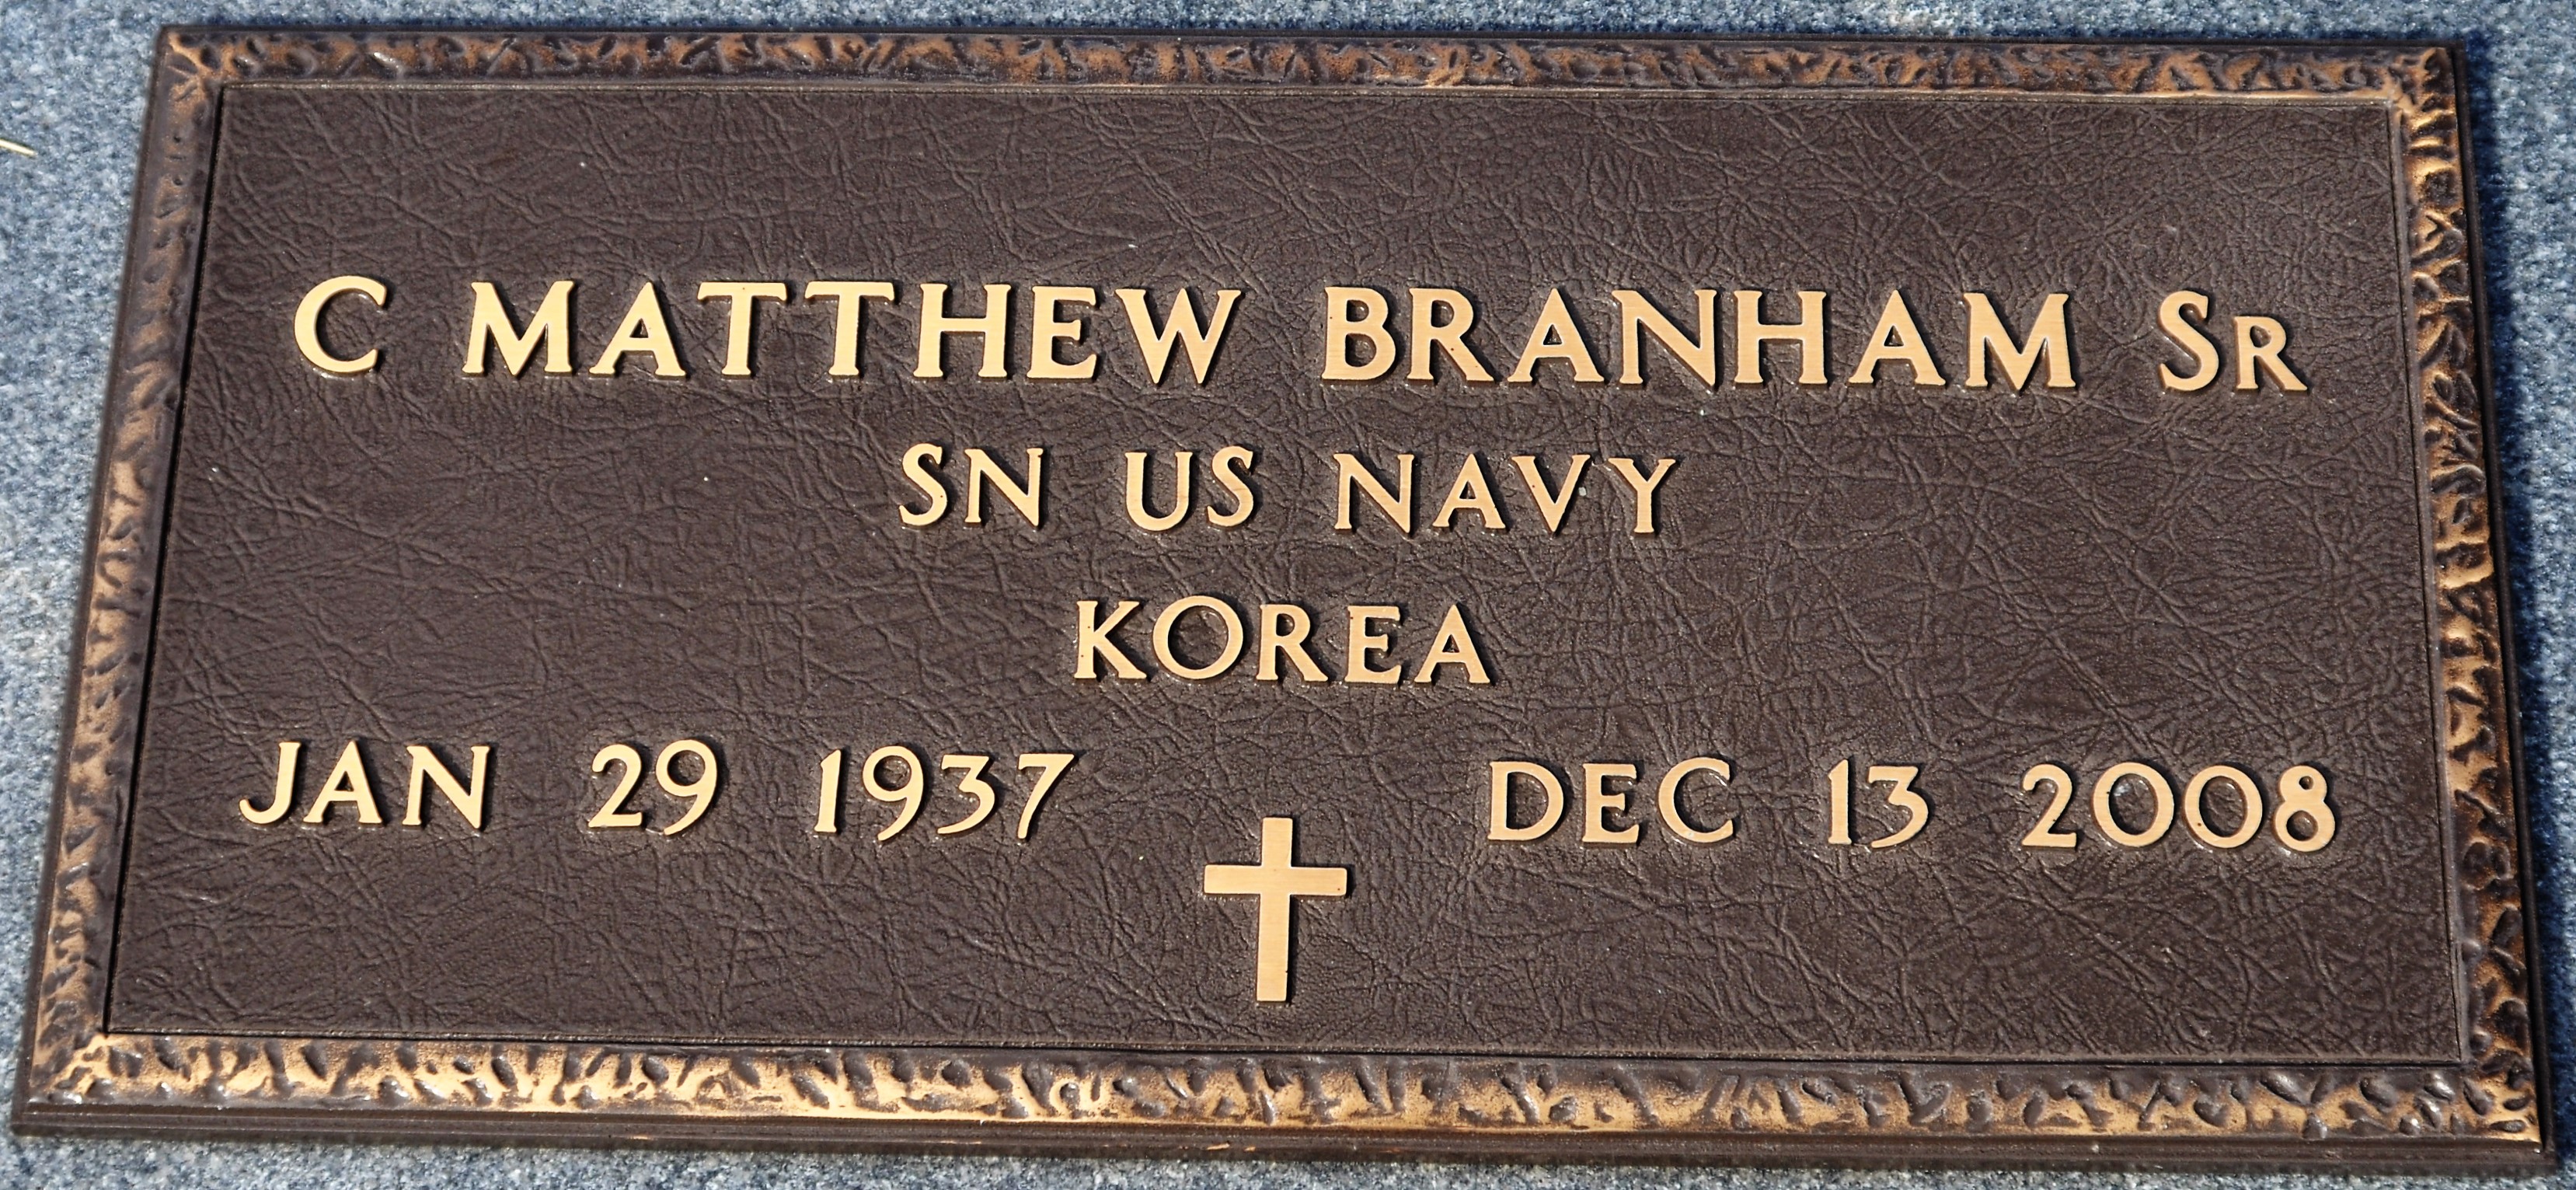 C MATTHEW BRANHAM SR
SN US NAVY
KOREA
JAN 29 1937 DEC 13 2008